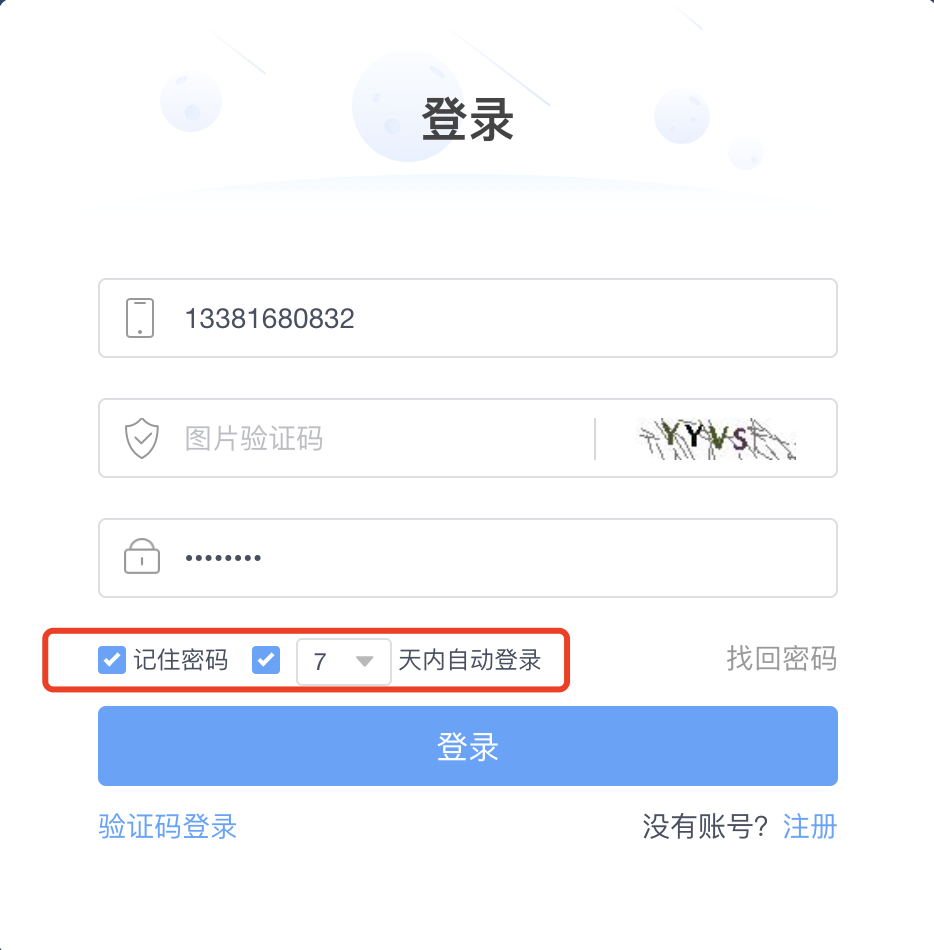 登录
13381680832
图片验证码 YYVS
••••••••
记住密码 7 天内自动登录 找回密码
登录
验证码登录 没有账号? 注册